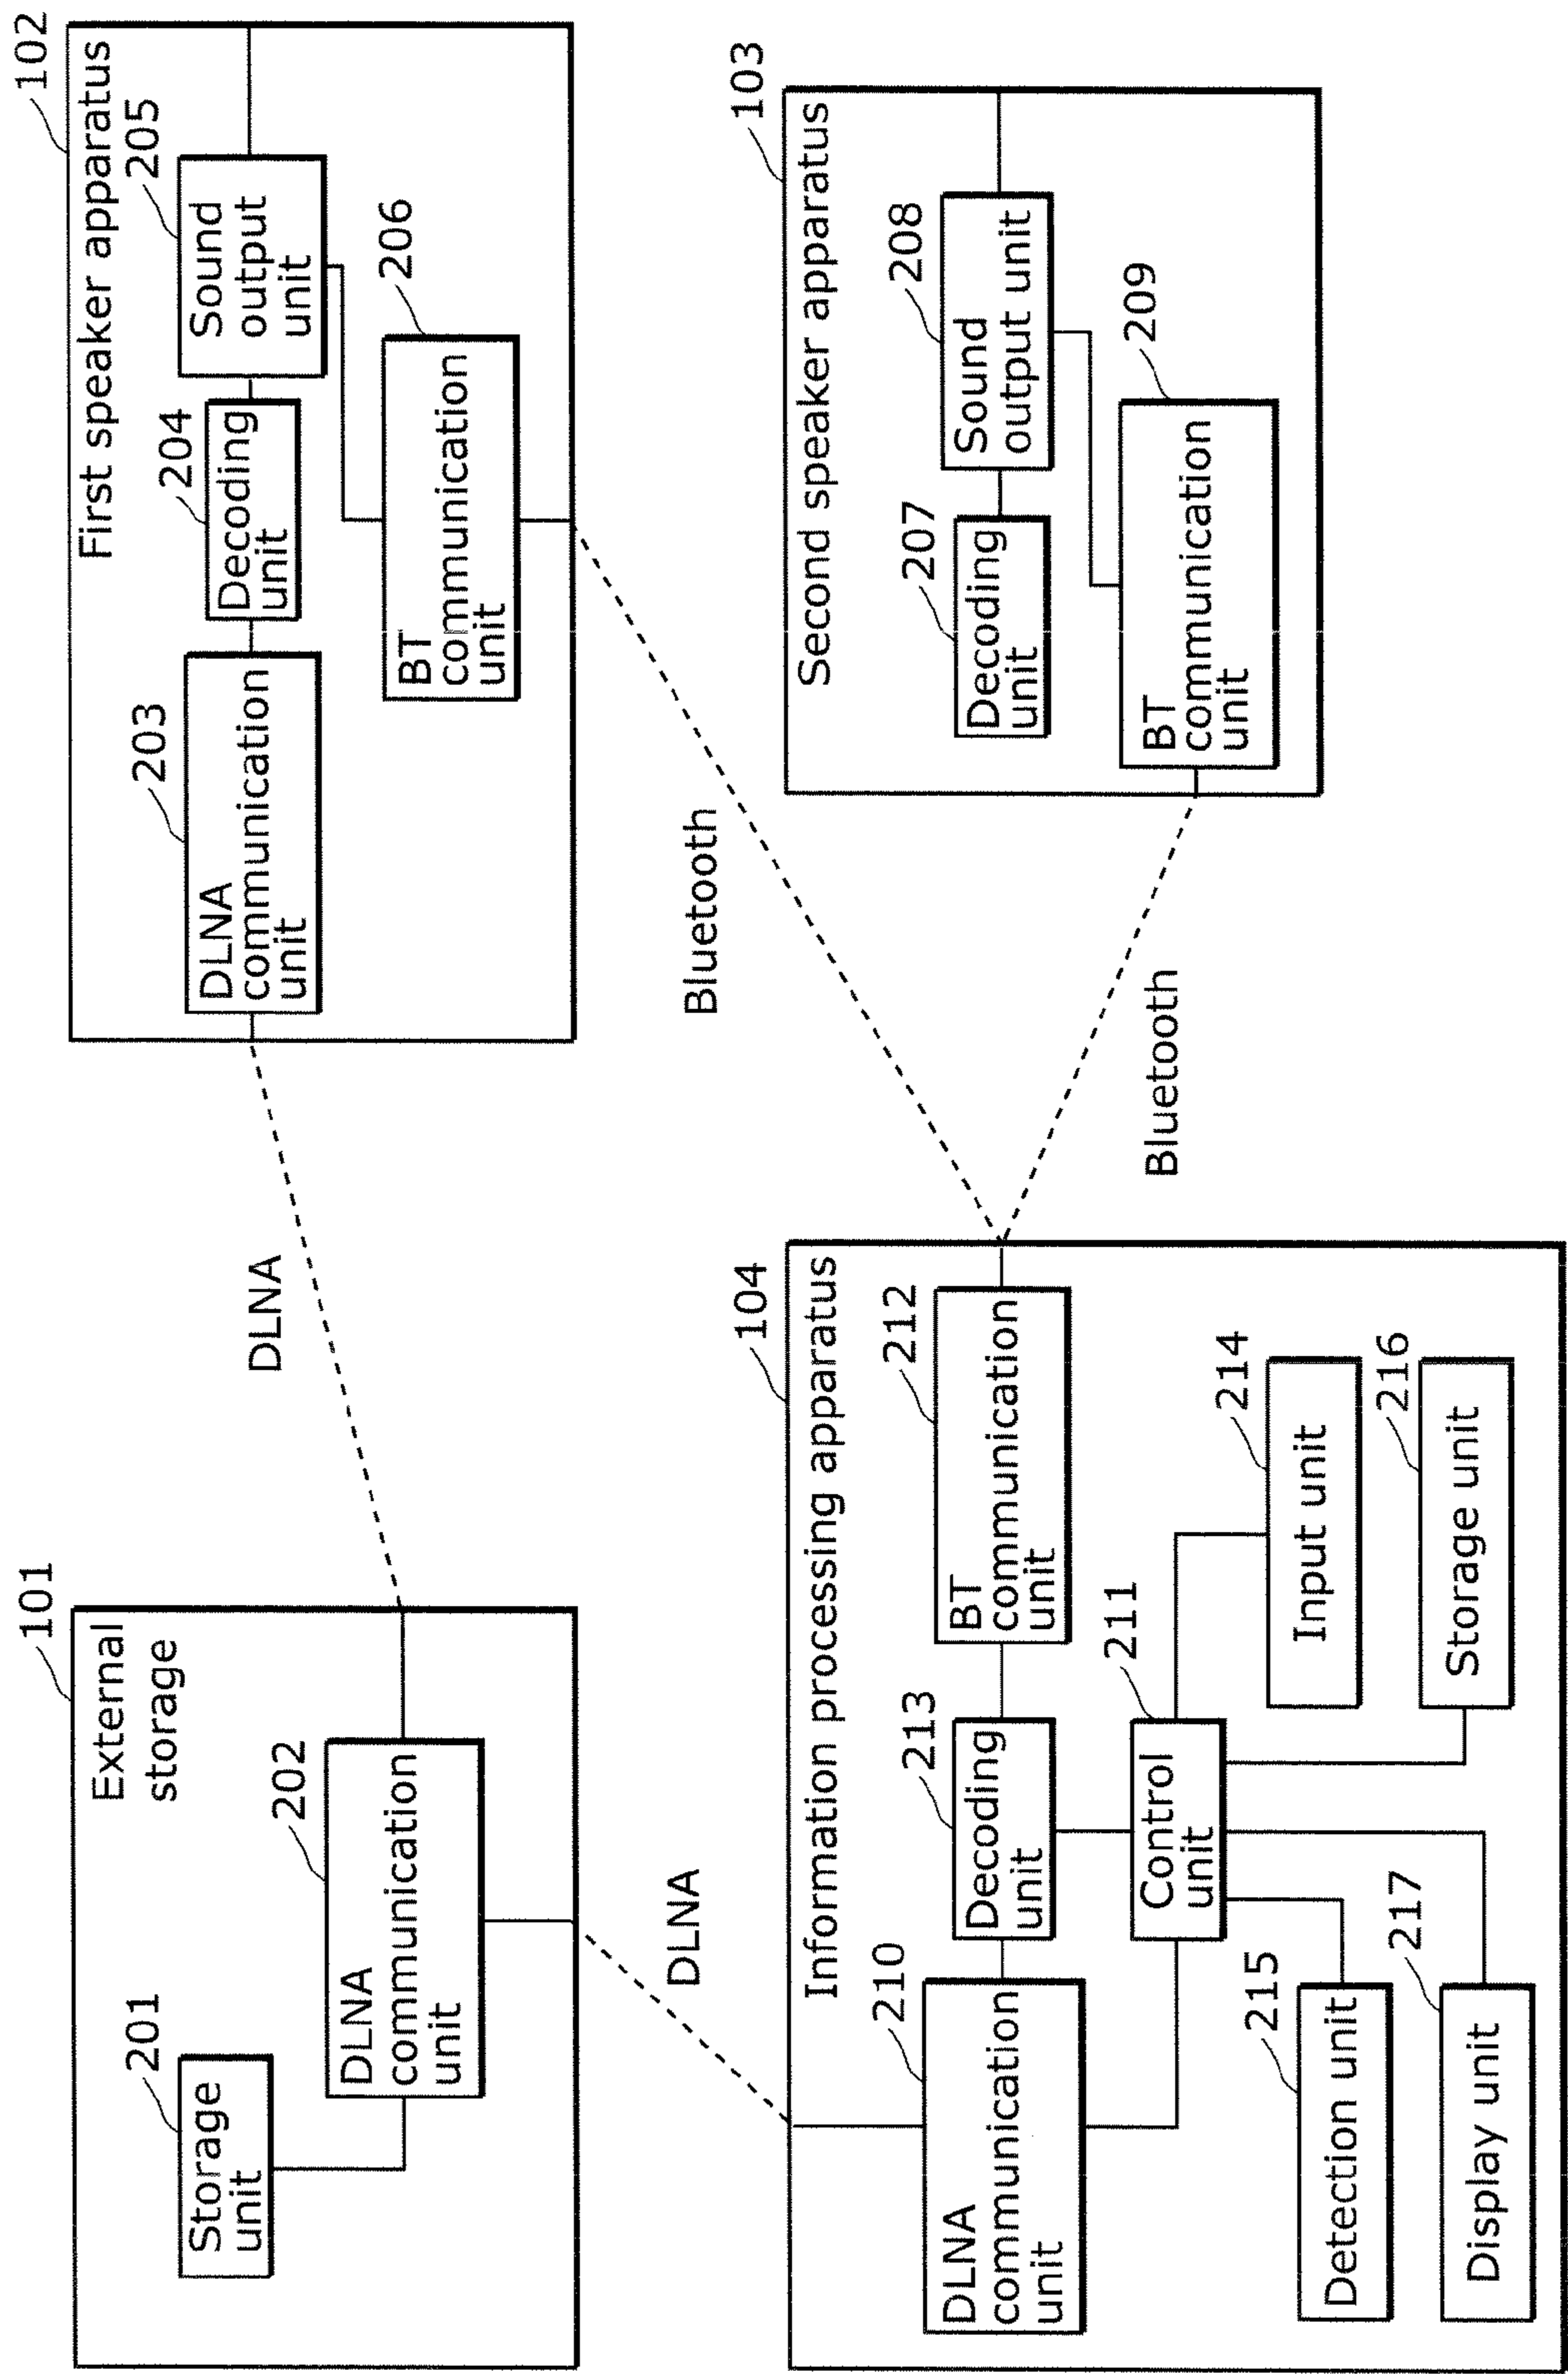 101
External
storage
201
Storage
unit
202
DLNA
communication
unit
DLNA
102
First speaker apparatus
203
DLNA
communication
unit
204
Decoding
unit
205
Sound
output
unit
206
BT
communication
unit
DLNA
Bluetooth
Bluetooth
104
Information processing apparatus
210
DLNA
communication
unit
213
Decoding
unit
212
BT
communication
unit
211
Control
unit
214
Input unit
215
Detection unit
216
Storage unit
217
Display unit
103
Second speaker apparatus
207
Decoding
unit
208
Sound
output unit
209
BT
communication
unit